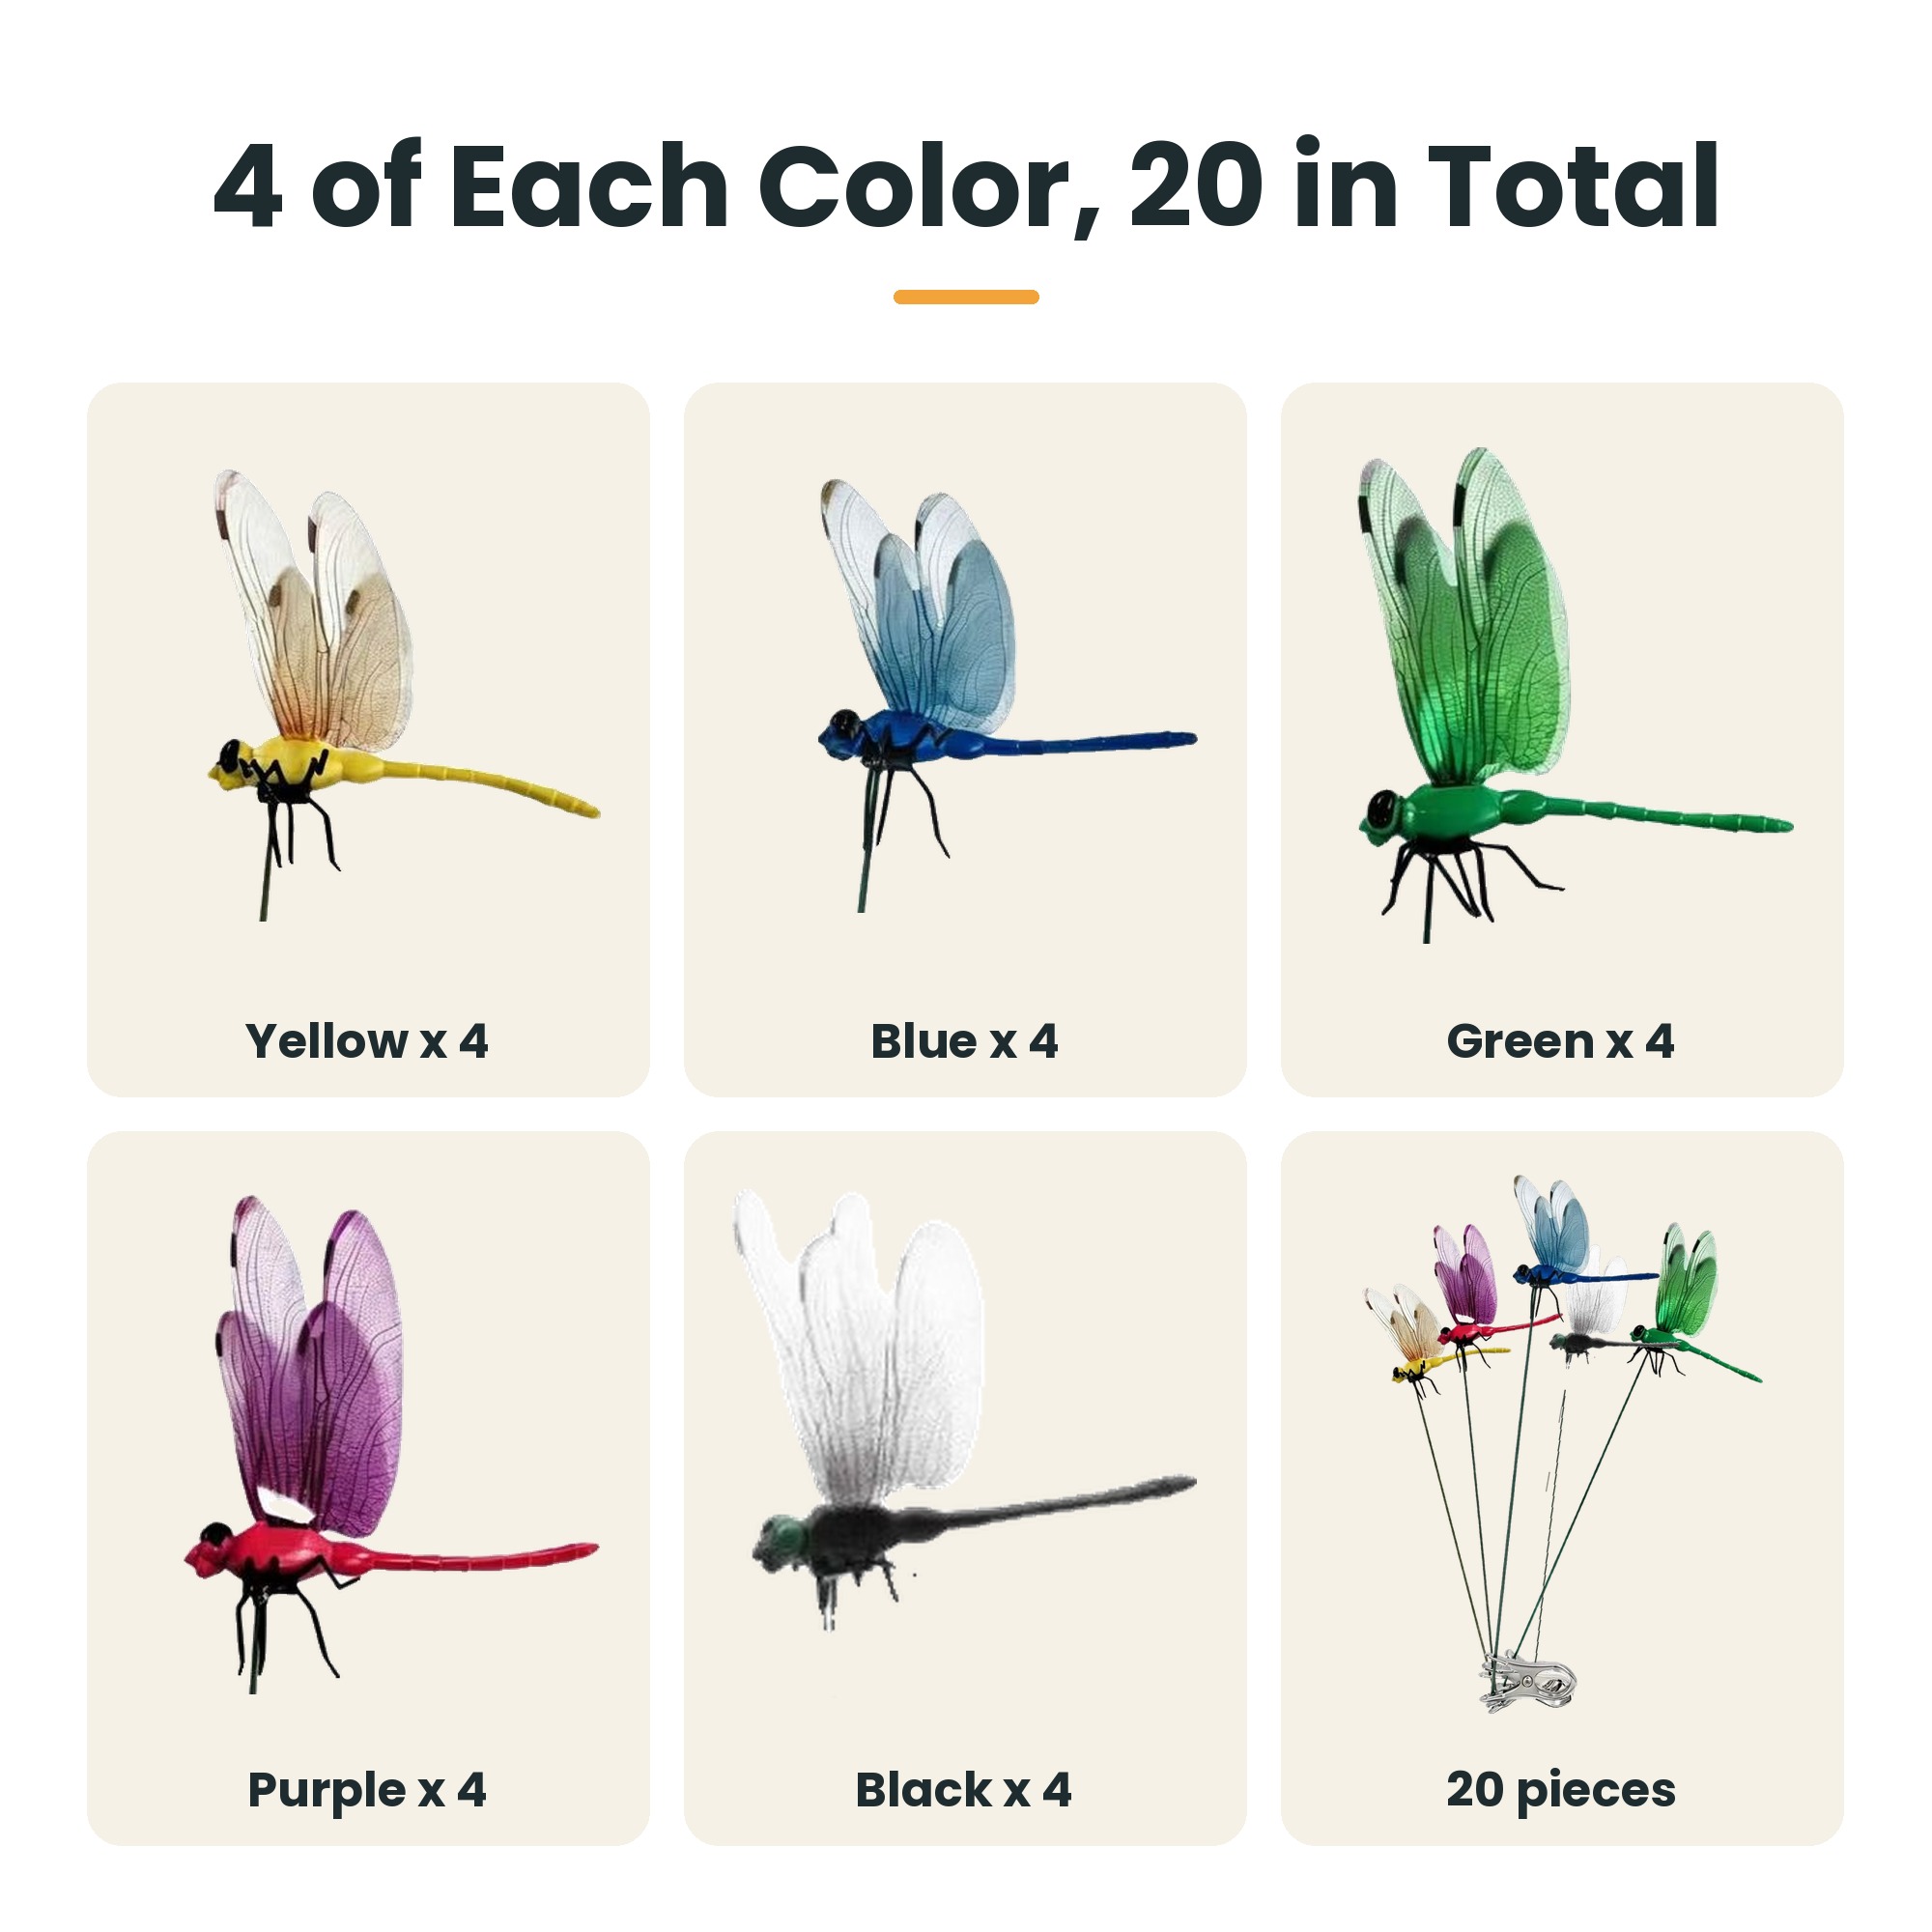 4 of Each Color, 20 in Total
Yellow x 4
Blue x 4
Green x 4
Purple x 4
Black x 4
20 pieces